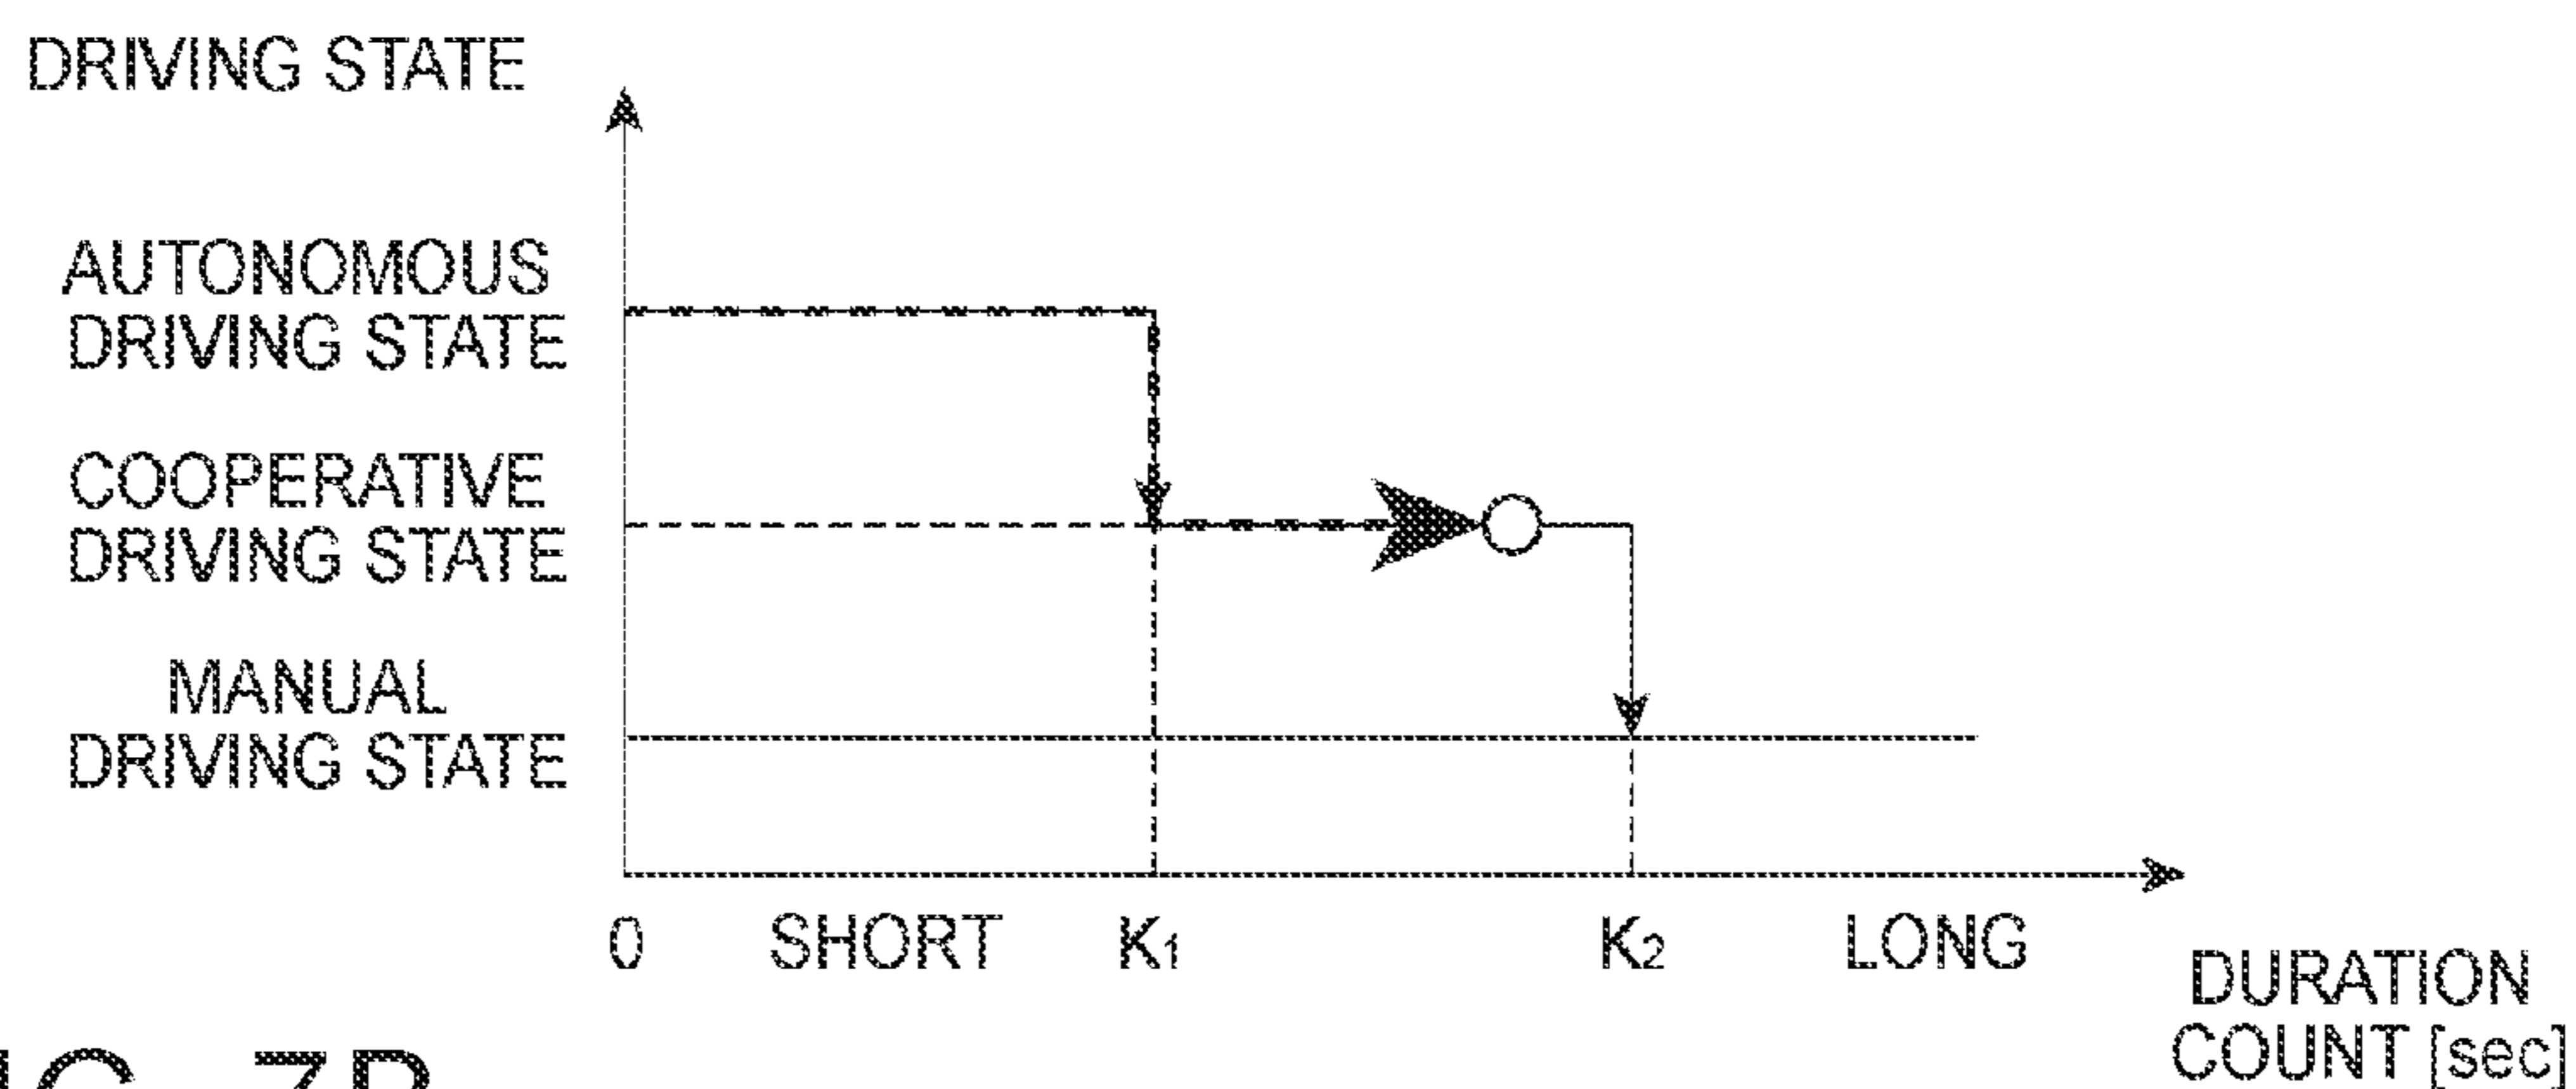 DRIVING STATE
AUTONOMOUS
DRIVING STATE
COOPERATIVE
DRIVING STATE
MANUAL
DRIVING STATE
0 SHORT K1 K2 LONG
DURATION
COUNT [sec]